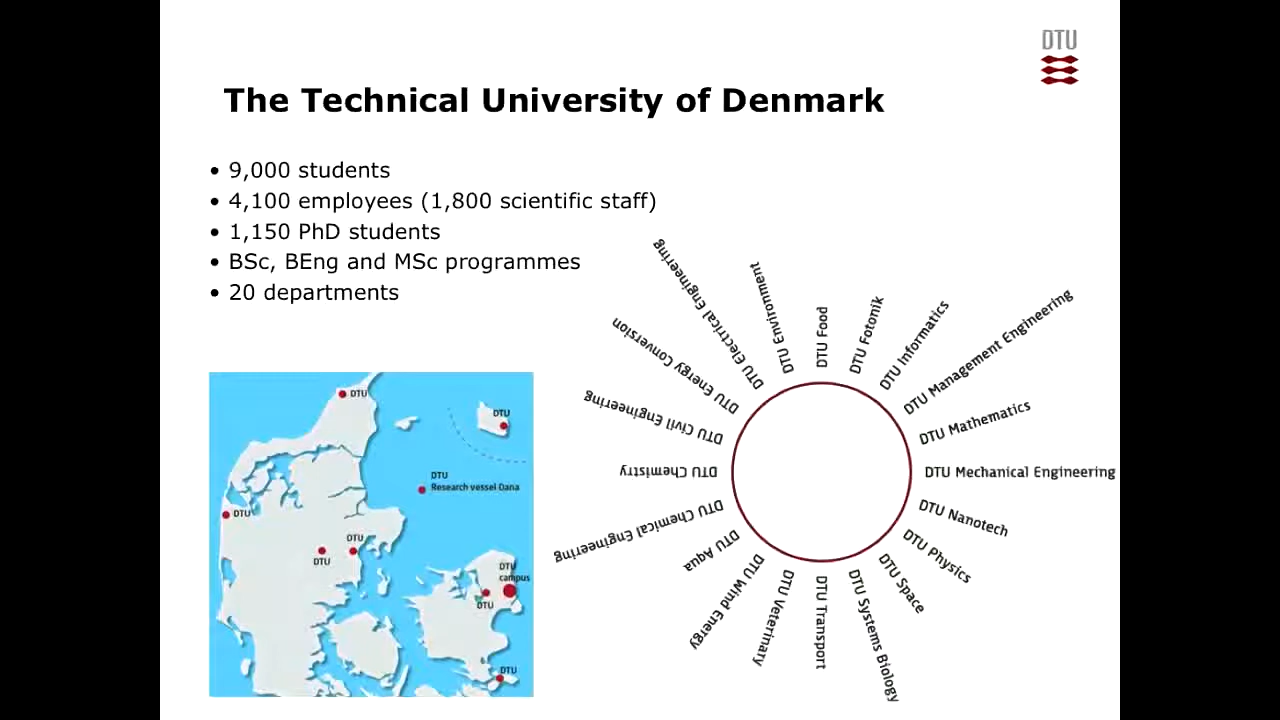 DTU
The Technical University of Denmark
• 9,000 students
• 4,100 employees (1,800 scientific staff)
• 1,150 PhD students
• BSc, BEng and MSc programmes
• 20 departments
DTU
DTU
DTU
Research vessel Dana
DTU
DTU
DTU
DTU
campus
DTU
DTU
DTU Food
DTU Fotonik
DTU Informatics
DTU Management Engineering
DTU Mathematics
DTU Mechanical Engineering
DTU Nanotech
DTU Physics
DTU Space
DTU Systems Biology
DTU Transport
DTU Veterinary
DTU Wind Energy
DTU Aqua
DTU Chemical Engineering
DTU Chemistry
DTU Civil Engineering
DTU Energy Conversion
DTU Electrical Engineering
DTU Environment